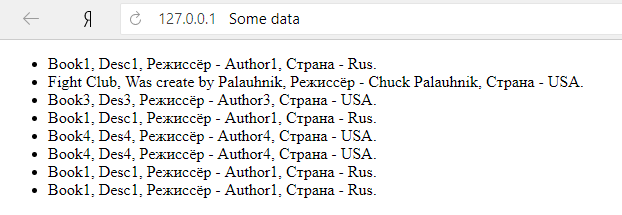 Я 127.0.0.1 Some data
Book1, Desc1, Режиссёр - Author1, Страна - Rus.
Fight Club, Was create by Palauhnik, Режиссёр - Chuck Palauhnik, Страна - USA.
Book3, Des3, Режиссёр - Author3, Страна - USA.
Book1, Desc1, Режиссёр - Author1, Страна - Rus.
Book4, Des4, Режиссёр - Author4, Страна - USA.
Book4, Des4, Режиссёр - Author4, Страна - USA.
Book1, Desc1, Режиссёр - Author1, Страна - Rus.
Book1, Desc1, Режиссёр - Author1, Страна - Rus.